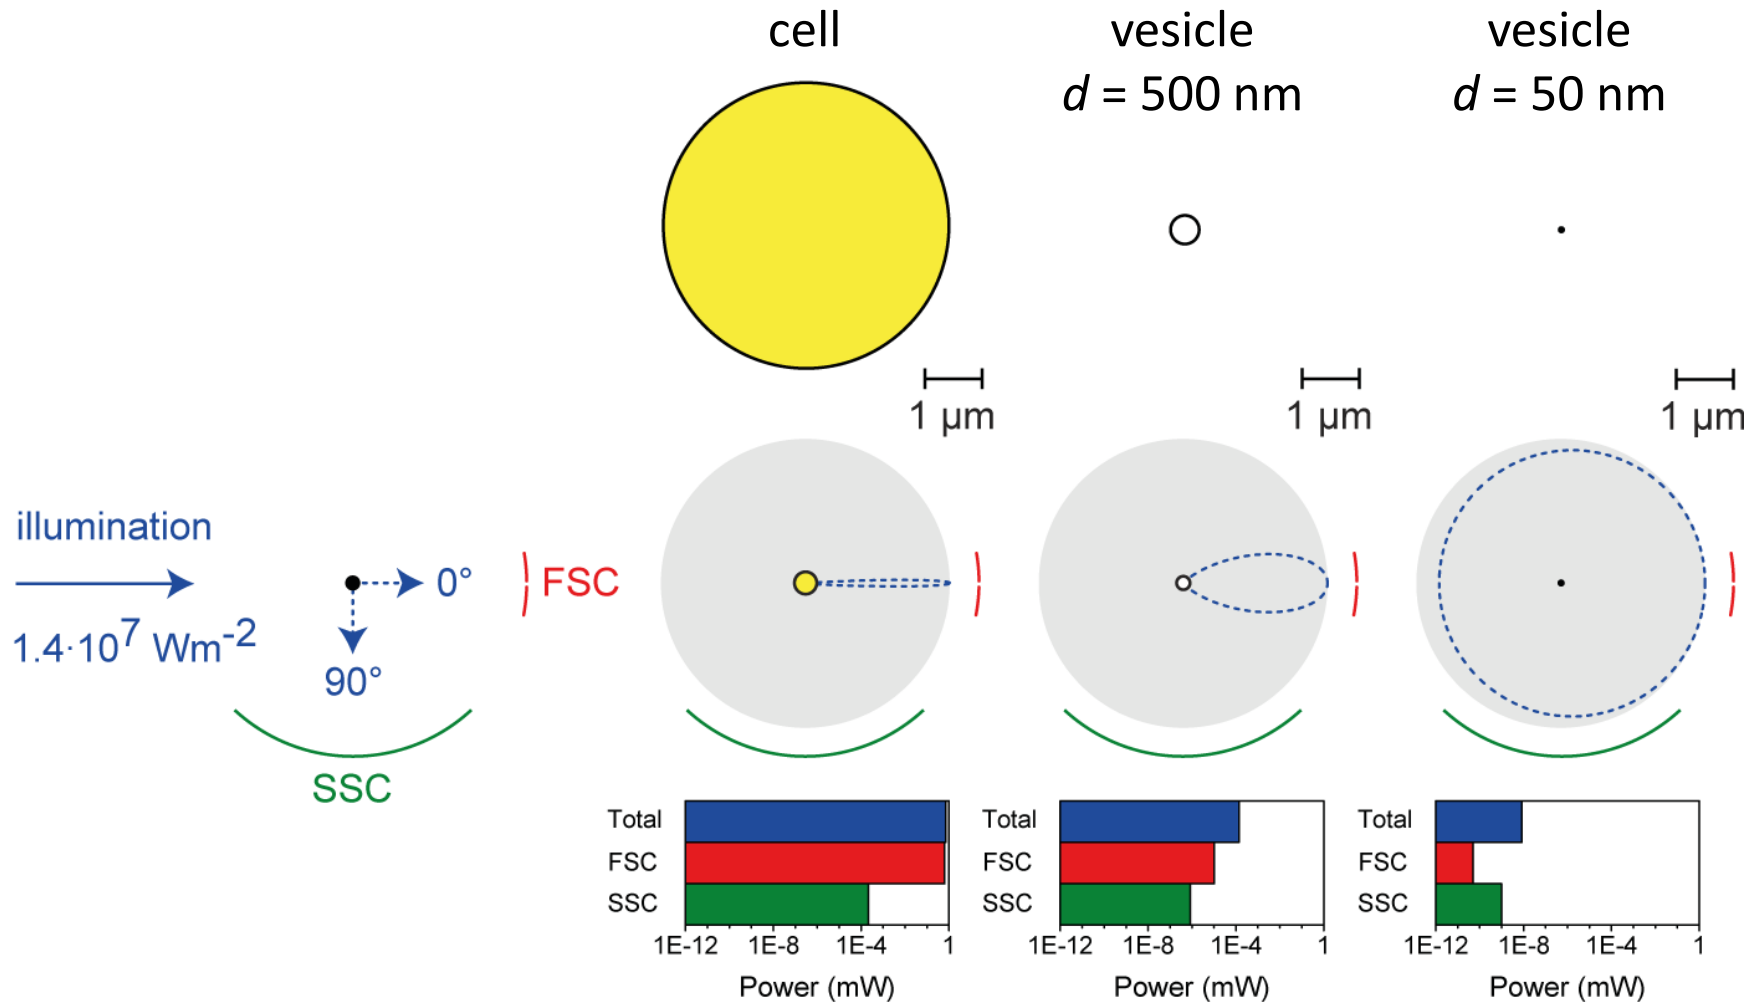 cell
vesicle
d = 500 nm
vesicle
d = 50 nm
1 µm
1 µm
1 µm
illumination
1.4·10⁷ Wm⁻²
0°
90°
FSC
SSC
Total
FSC
SSC
1E-12 1E-8 1E-4 1
Power (mW)
Total
FSC
SSC
1E-12 1E-8 1E-4 1
Power (mW)
Total
FSC
SSC
1E-12 1E-8 1E-4 1
Power (mW)